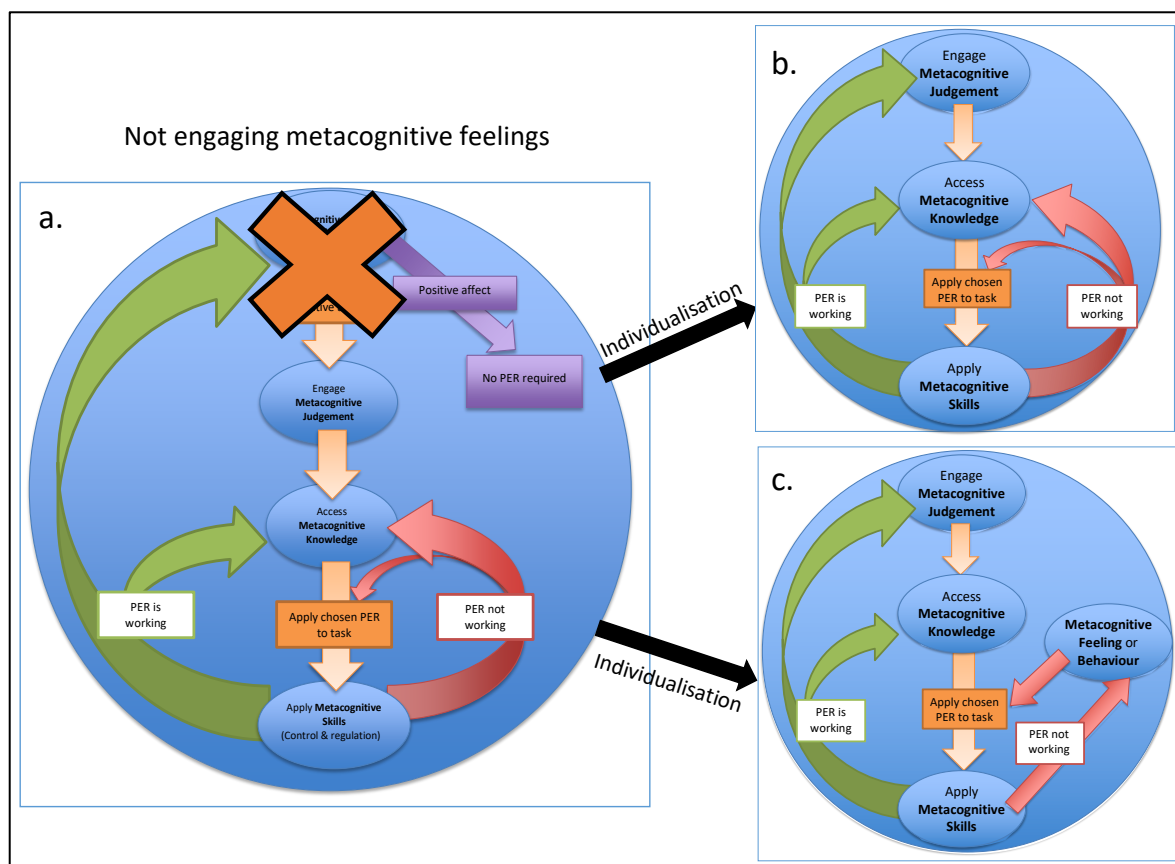 Not engaging metacognitive feelings
a.
Positive affect
No PER required
Engage
Metacognitive
Judgement
Access
Metacognitive
Knowledge
PER is
working
Apply chosen PER
to task
PER not
working
Apply Metacognitive
Skills
(Control & regulation)
Individualisation
Individualisation
b.
Engage
Metacognitive
Judgement
Access
Metacognitive
Knowledge
PER is
working
Apply chosen
PER to task
PER not
working
Apply
Metacognitive
Skills
c.
Engage
Metacognitive
Judgement
Access
Metacognitive
Knowledge
Metacognitive
Feeling or
Behaviour
PER is
working
Apply chosen
PER to task
PER not
working
Apply
Metacognitive
Skills